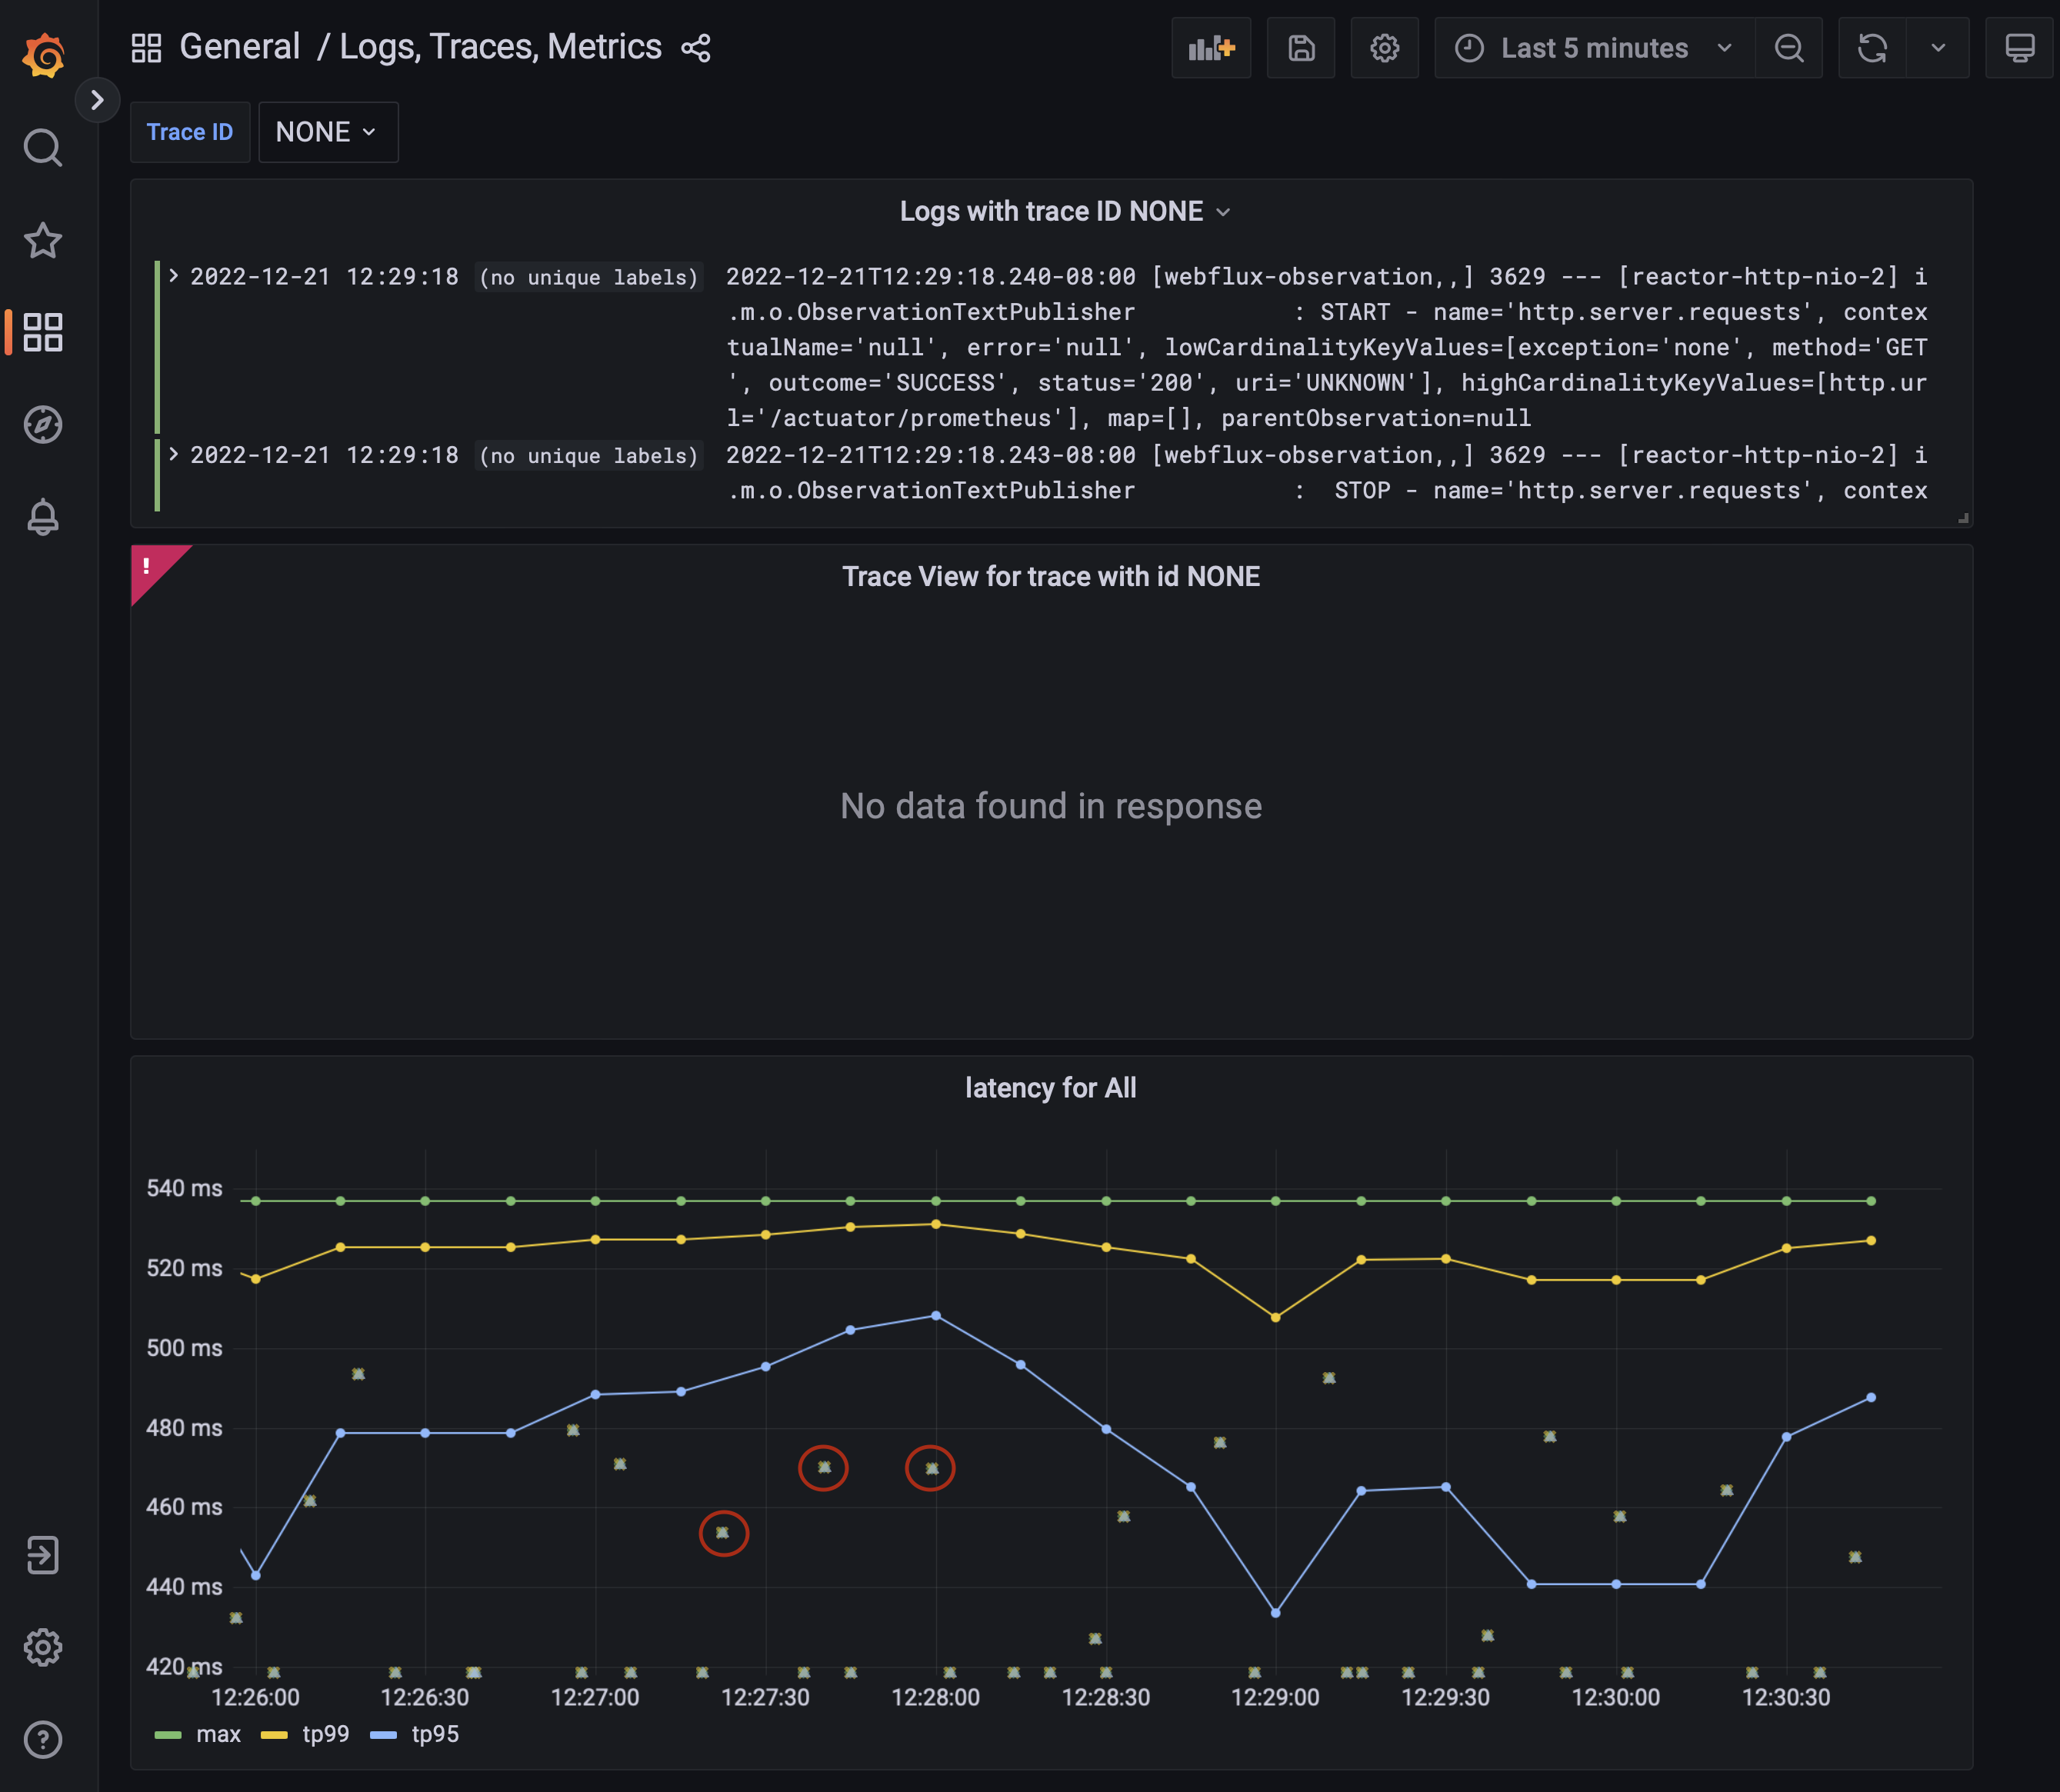 General / Logs, Traces, Metrics
Last 5 minutes
Trace ID
NONE
Logs with trace ID NONE
2022-12-21 12:29:18 (no unique labels) 2022-12-21T12:29:18.240-08:00 [webflux-observation,,] 3629 --- [reactor-http-nio-2] i
.m.o.ObservationTextPublisher : START - name='http.server.requests', contex
tualName='null', error='null', lowCardinalityKeyValues=[exception='none', method='GET
', outcome='SUCCESS', status='200', uri='UNKNOWN'], highCardinalityKeyValues=[http.ur
l='/actuator/prometheus'], map=[], parentObservation=null
2022-12-21 12:29:18 (no unique labels) 2022-12-21T12:29:18.243-08:00 [webflux-observation,,] 3629 --- [reactor-http-nio-2] i
.m.o.ObservationTextPublisher : STOP - name='http.server.requests', contex
!
Trace View for trace with id NONE
No data found in response
latency for All
540 ms
520 ms
500 ms
480 ms
460 ms
440 ms
420 ms
12:26:00 12:26:30 12:27:00 12:27:30 12:28:00 12:28:30 12:29:00 12:29:30 12:30:00 12:30:30
max tp99 tp95